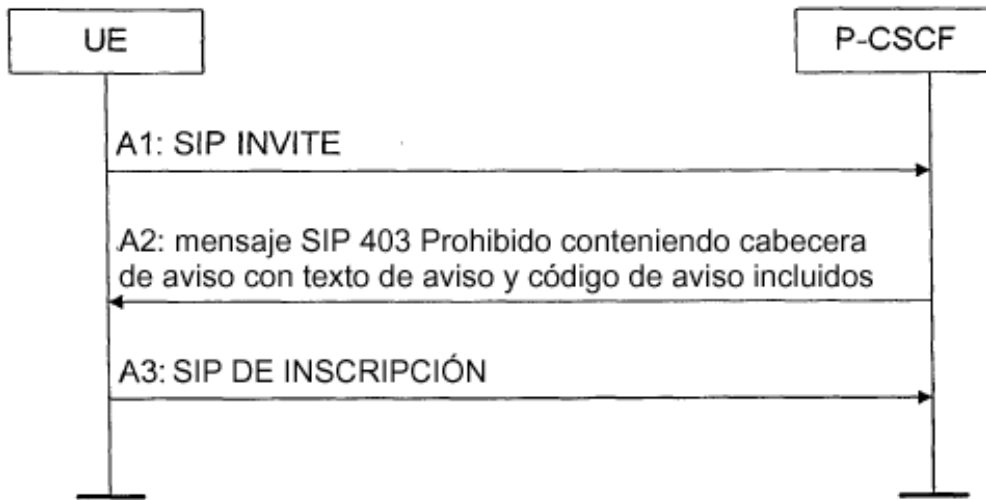 UE
P-CSCF
A1: SIP INVITE
A2: mensaje SIP 403 Prohibido conteniendo cabecera
de aviso con texto de aviso y código de aviso incluidos
A3: SIP DE INSCRIPCIÓN